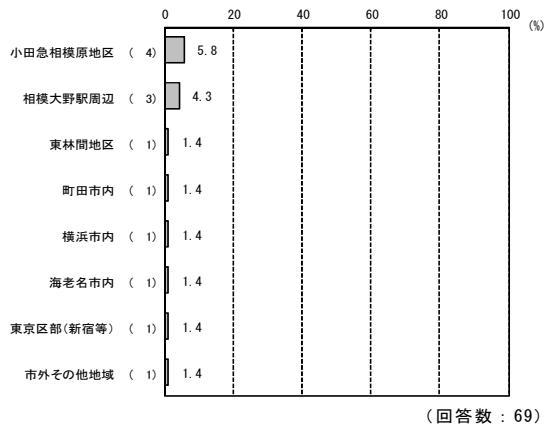 0 20 40 60 80 100
(%)
小田急相模原地区 ( 4) 5.8
相模大野駅周辺 ( 3) 4.3
東林間地区 ( 1) 1.4
町田市内 ( 1) 1.4
横浜市内 ( 1) 1.4
海老名市内 ( 1) 1.4
東京区部(新宿等) ( 1) 1.4
市外その他地域 ( 1) 1.4
(回答数:69)